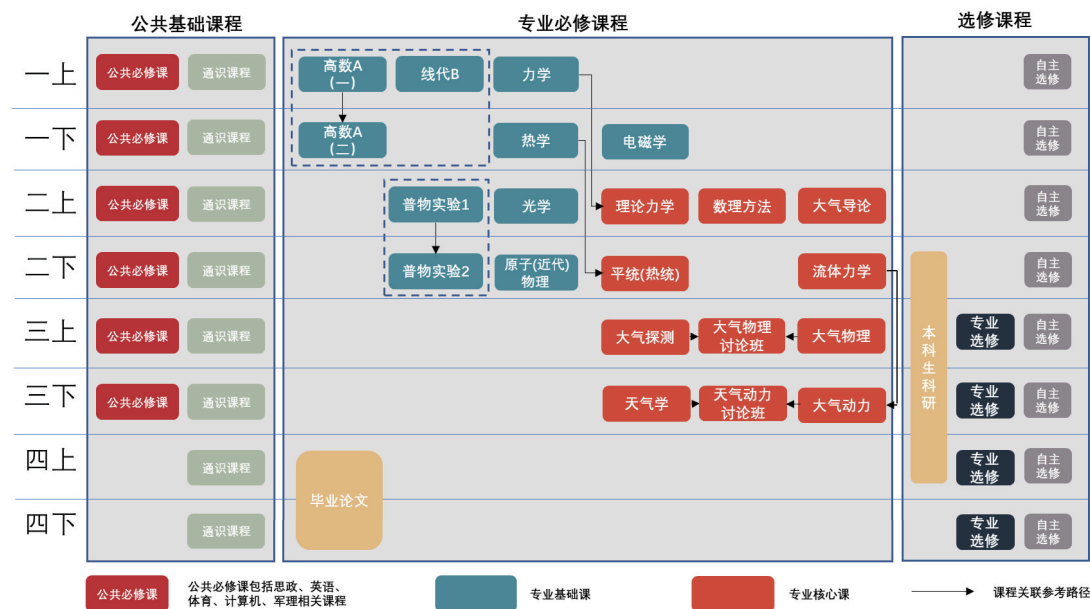 公共基础课程
专业必修课程
选修课程
一上
公共必修课
通识课程
高数A
(一)
线代B
力学
自主
选修
一下
公共必修课
通识课程
高数A
(二)
热学
电磁学
自主
选修
二上
公共必修课
通识课程
普物实验1
光学
理论力学
数理方法
大气导论
自主
选修
二下
公共必修课
通识课程
普物实验2
原子(近代)
物理
平统(热统)
流体力学
本科生科研
自主
选修
三上
公共必修课
通识课程
大气探测
大气物理
讨论班
大气物理
专业
选修
自主
选修
三下
公共必修课
通识课程
天气学
天气动力
讨论班
大气动力
专业
选修
自主
选修
四上
通识课程
毕业论文
专业
选修
自主
选修
四下
通识课程
专业
选修
自主
选修
公共必修课
公共必修课包括思政、英语、
体育、计算机、军理相关课程
专业基础课
专业核心课
课程关联参考路径